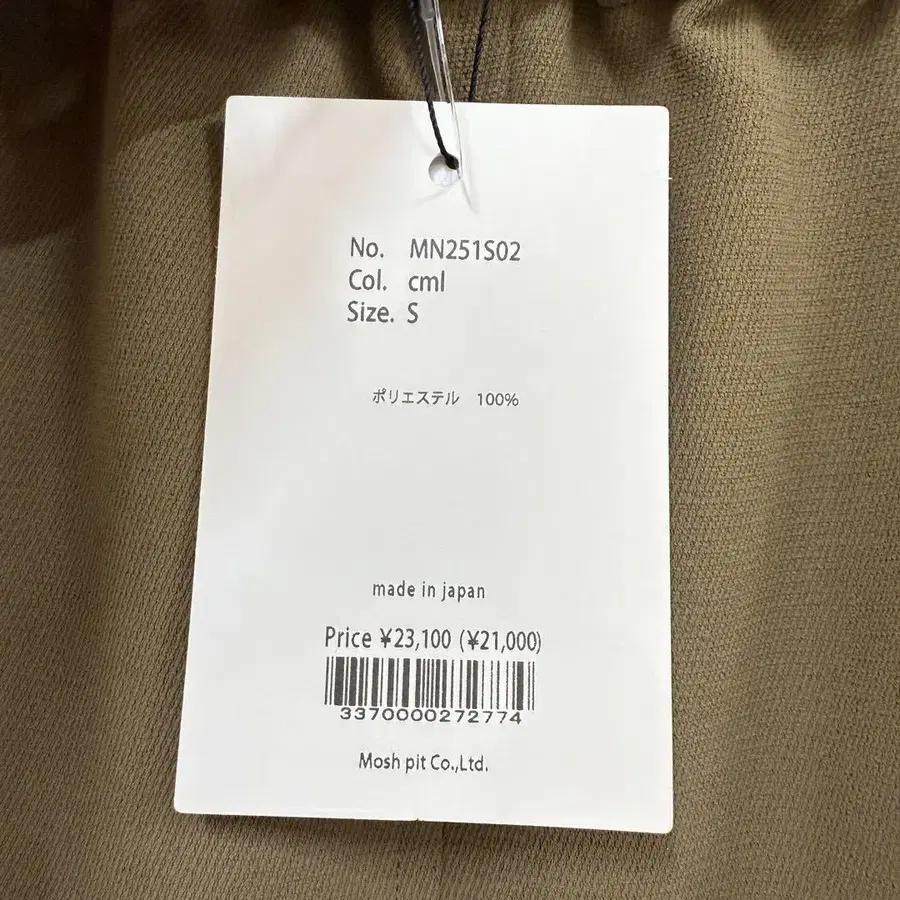 No. MN251S02
Col. cml
Size. S
ポリエステル 100%
made in japan
Price ¥23,100 (¥21,000)
3370000272774
Mosh pit Co.,Ltd.